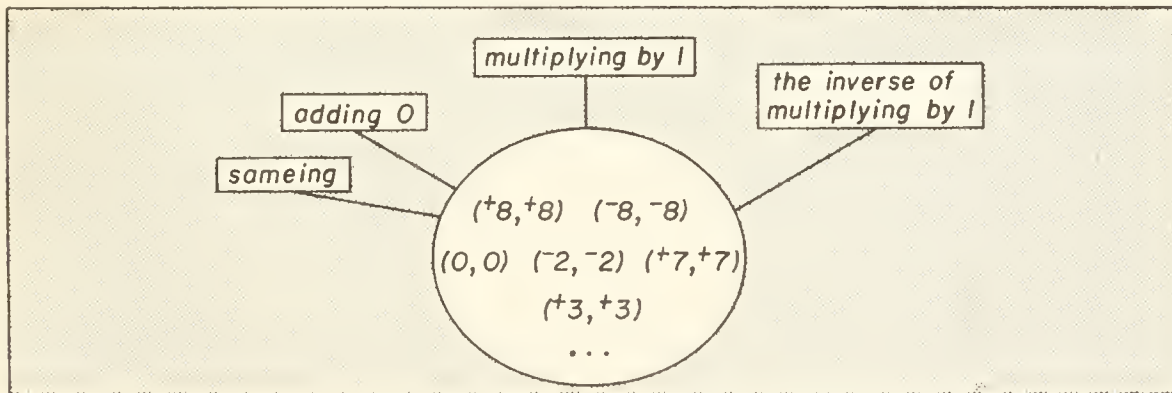 multiplying by 1
the inverse of
multiplying by 1
adding 0
sameing
(⁺8,⁺8) (⁻8,⁻8)
(0,0) (⁻2,⁻2) (⁺7,⁺7)
(⁺3,⁺3)
...